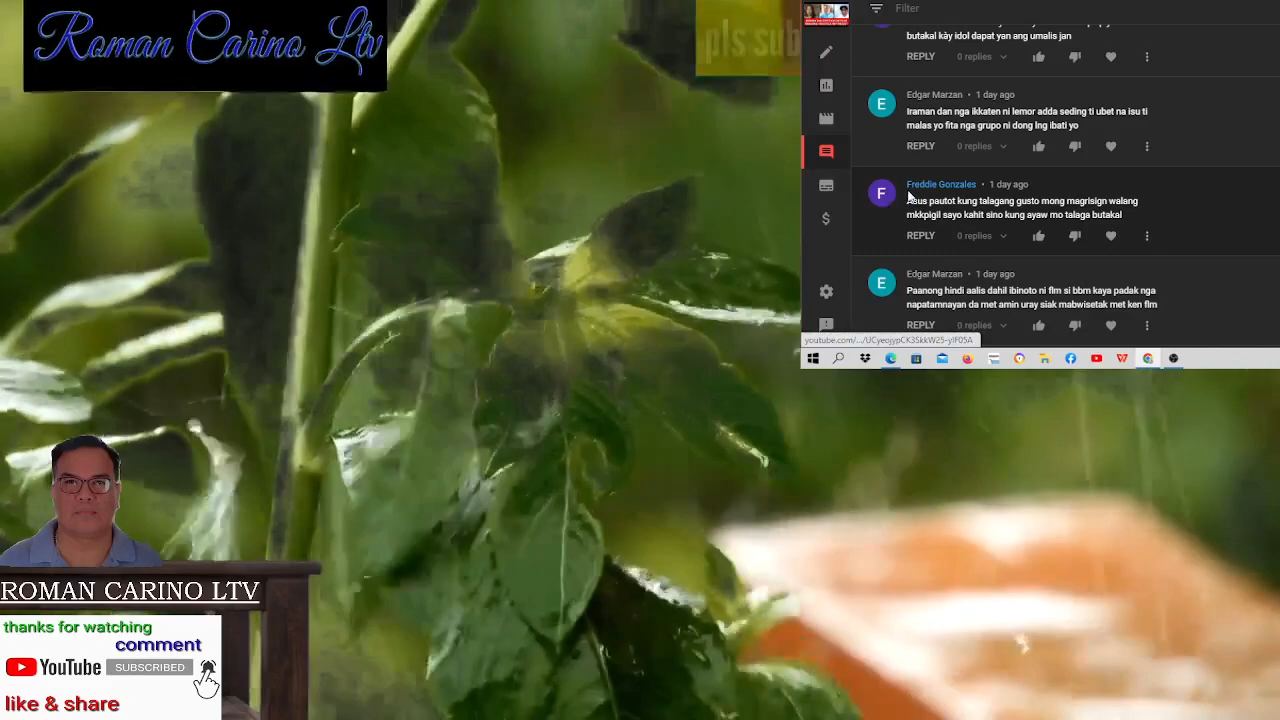 Roman Carino Ltv
pls sub
Filter
butakal kay idol dapat yan ang umalis jan
REPLY 0 replies
E Edgar Marzan • 1 day ago
Iraman dan nga ikkaten ni lemor adda seding ti ubet na isu ti
malas yo fita nga grupo ni dong lng ibati yo
REPLY 0 replies
F Freddie Gonzales • 1 day ago
pautot kung talagang gusto mong magrisign walang
mkkpigil sayo kahit sino kung ayaw mo talaga butakal
REPLY 0 replies
E Edgar Marzan • 1 day ago
Paanong hindi aalis dahil ibinoto ni flm si bbm kaya padak nga
napatamnayan da met amin uray siak mabwisetak met ken flm
REPLY 0 replies
ROMAN CARINO LTV
thanks for watching
comment
YouTube SUBSCRIBED
like & share